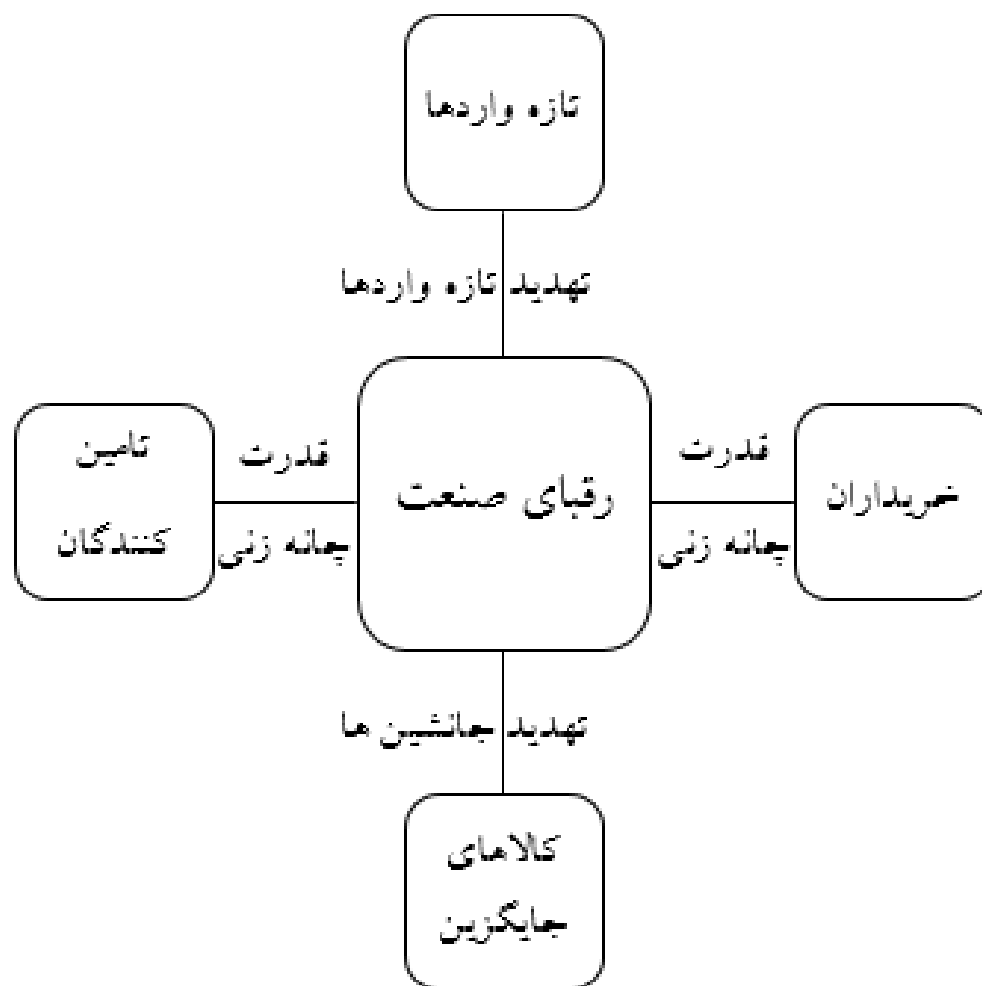 تازه واردها
تهدید تازه واردها
خریداران
قدرت
چانه زنی
رقبای صنعت
قدرت
چانه زنی
تامین
کنندگان
تهدید جانشین ها
کالاهای
جایگزین